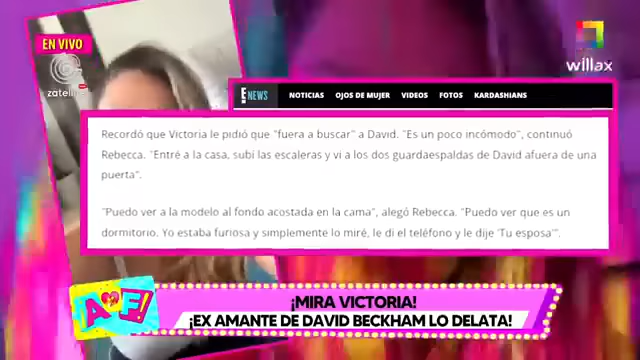 EN VIVO
zatelit
willax
E! NEWS NOTICIAS OJOS DE MUJER VIDEOS FOTOS KARDASHIANS
Recordó que Victoria le pidió que "fuera a buscar" a David. "Es un poco incómodo", continuó
Rebecca. "Entré a la casa, subí las escaleras y vi a los dos guardaespaldas de David afuera de una
puerta".
"Puedo ver a la modelo al fondo acostada en la cama", alegó Rebecca. "Puedo ver que es un
dormitorio. Yo estaba furiosa y simplemente lo miré, le di el teléfono y le dije 'Tu esposa'".
A F!
¡MIRA VICTORIA!
¡EX AMANTE DE DAVID BECKHAM LO DELATA!